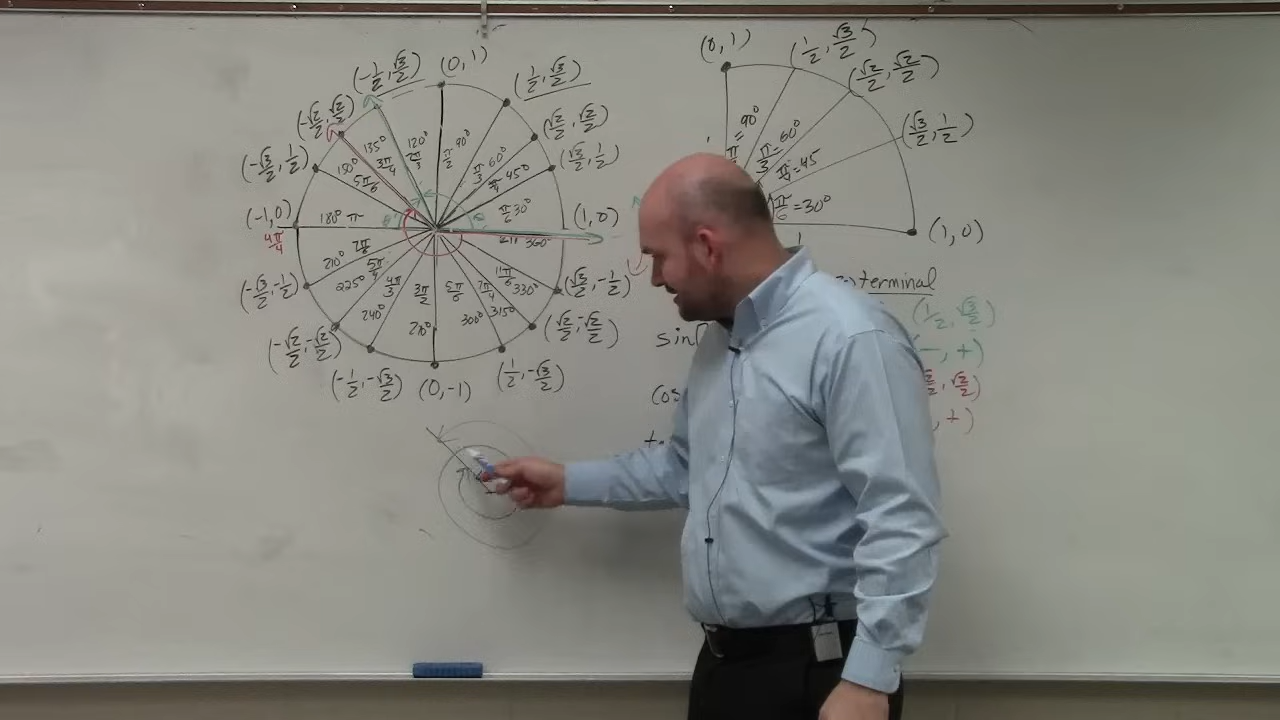 (0, 1)
(1/2, √3/2)
(√2/2, √2/2)
(√3/2, 1/2)
(1, 0)
(√3/2, -1/2)
(√2/2, -√2/2)
(1/2, -√3/2)
(0, -1)
(-1/2, -√3/2)
(-√2/2, -√2/2)
(-√3/2, -1/2)
(-1, 0)
4π/4
(-√3/2, 1/2)
(-√2/2, √2/2)
(-1/2, √3/2)
π/2 90°
π/3 60°
π/4 45°
π/6 30°
360°
11π/6 330°
7π/4 315°
5π/6 300°
3π/2 270°
4π/3 240°
5π/4 225°
7π/6 210°
180° π
150° 5π/6
135° 3π/4
120° 2π/3
(0, 1)
(1/2, √3/2)
(√2/2, √2/2)
(√3/2, 1/2)
(1, 0)
π/2 = 90°
π/3 = 60°
π/4 = 45
π/6 = 30°
terminal
(1/2, √3/2)
(-, +)
sin
cos